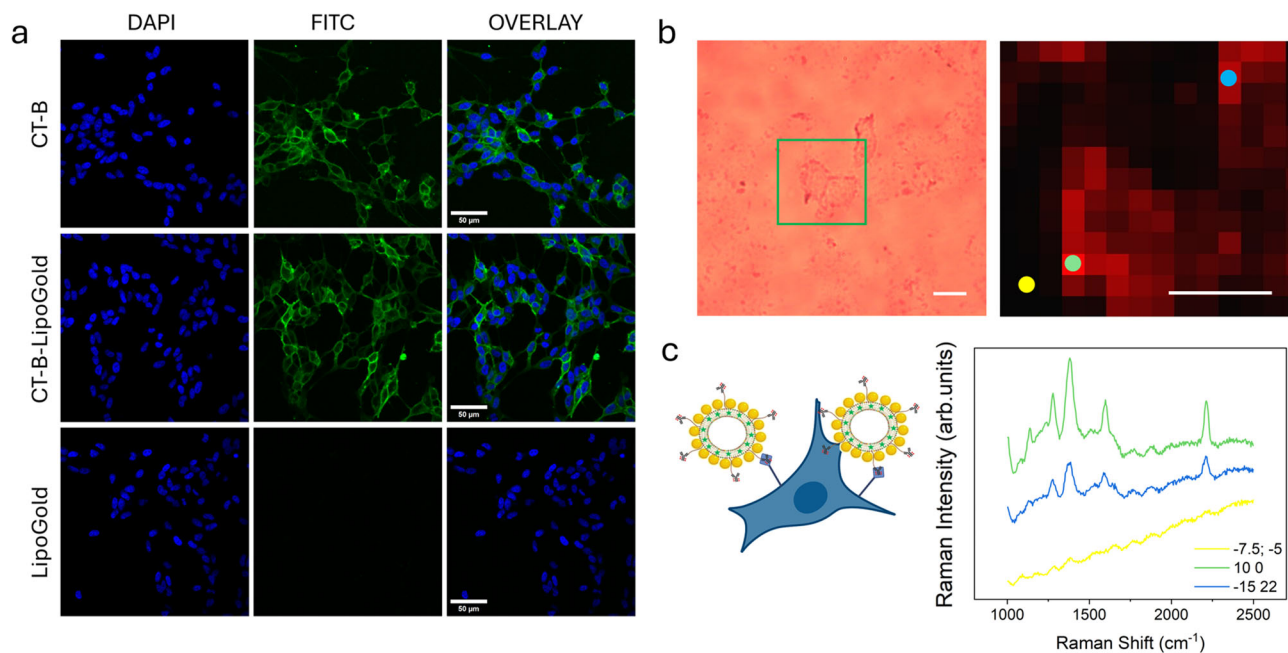 a
DAPI
FITC
OVERLAY
CT-B
50 µm
CT-B-LipoGold
50 µm
LipoGold
50 µm
b
c
Raman Intensity (arb.units)
-7.5; -5
10 0
-15 22
1000
1500
2000
2500
Raman Shift (cm⁻¹)